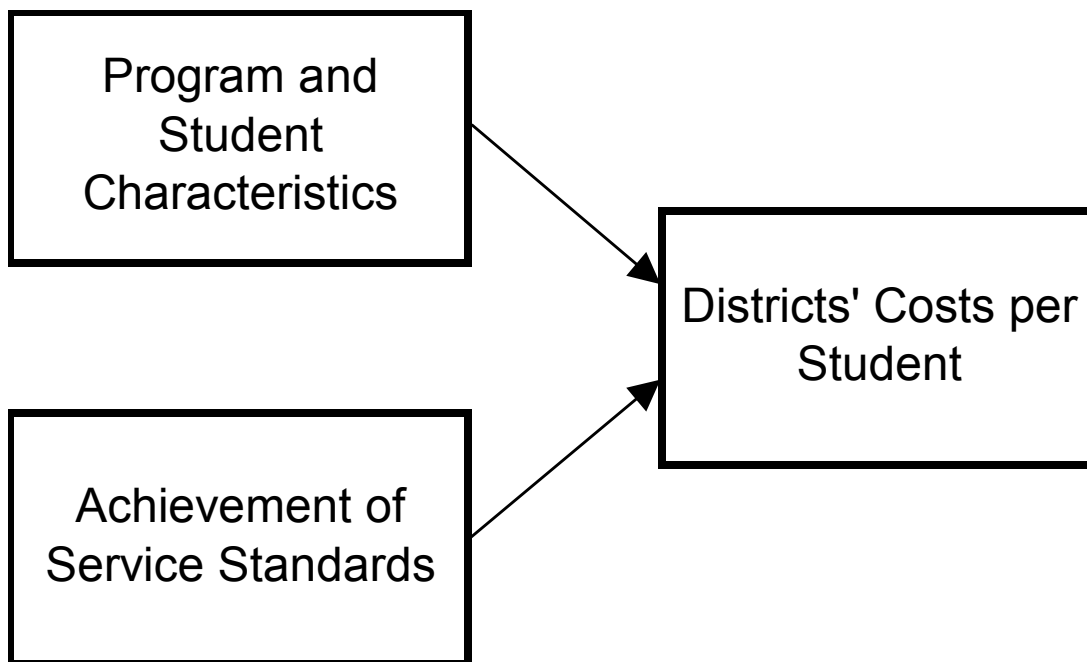 Program and
Student
Characteristics
Districts' Costs per
Student
Achievement of
Service Standards